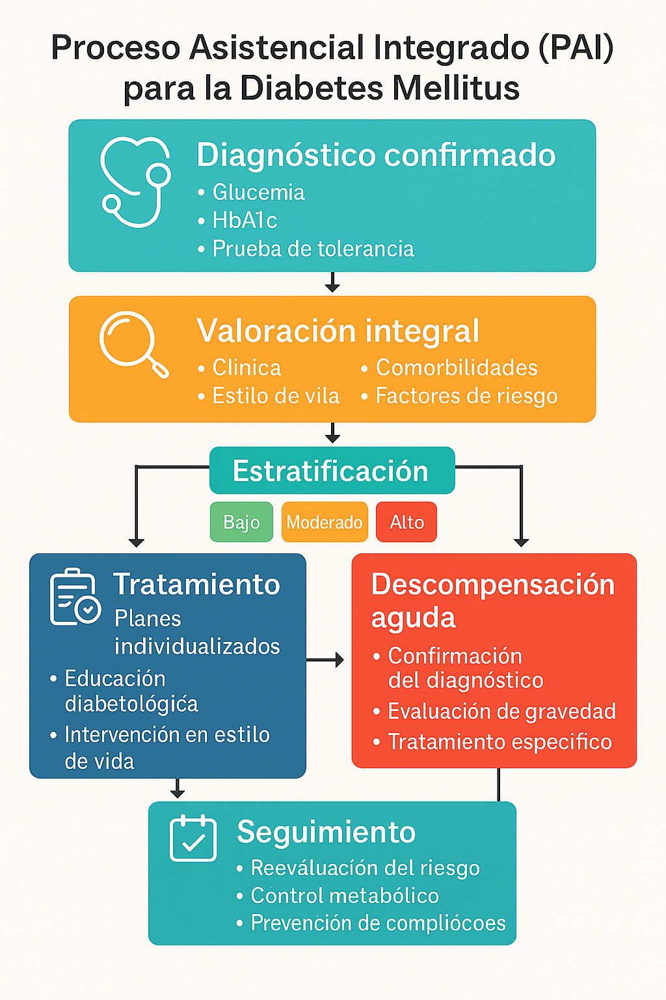 Proceso Asistencial Integrado (PAI)
para la Diabetes Mellitus
Diagnóstico confirmado
• Glucemia
• HbA1c
• Prueba de tolerancia
Valoración integral
• Clinica
• Estilo de vila
• Comorbilidades
• Factores de riesgo
Estratificación
Bajo
Moderado
Alto
Tratamiento
Planes
individualizados
• Educación
diabetológića
• Intervención en estilo
de vida
Descompensación
aguda
• Confirmación
del diagnóstico
• Evaluación de gravedad
• Tratamiento especifico
Seguimiento
• Reeváluación del riesgo
• Control metabólico
• Prevención de compliócoes